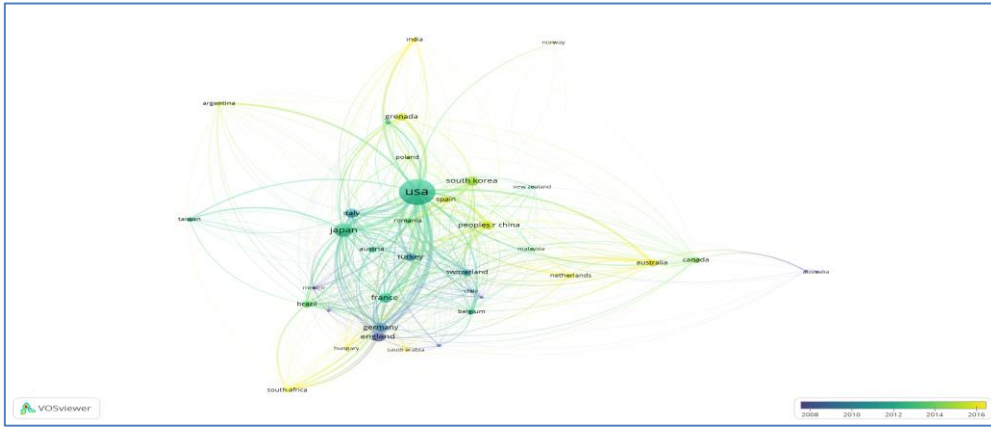 india
norway
argentina
grenada
poland
south korea
new zealand
usa
spain
taiwan
italy
romania
peoples r china
japan
austria
malaysia
turkey
canada
australia
switzerland
netherlands
mexico
chile
france
brazil
belgium
germany
england
hungary
saudi arabia
south africa
VOSviewer
2008
2010
2012
2014
2016